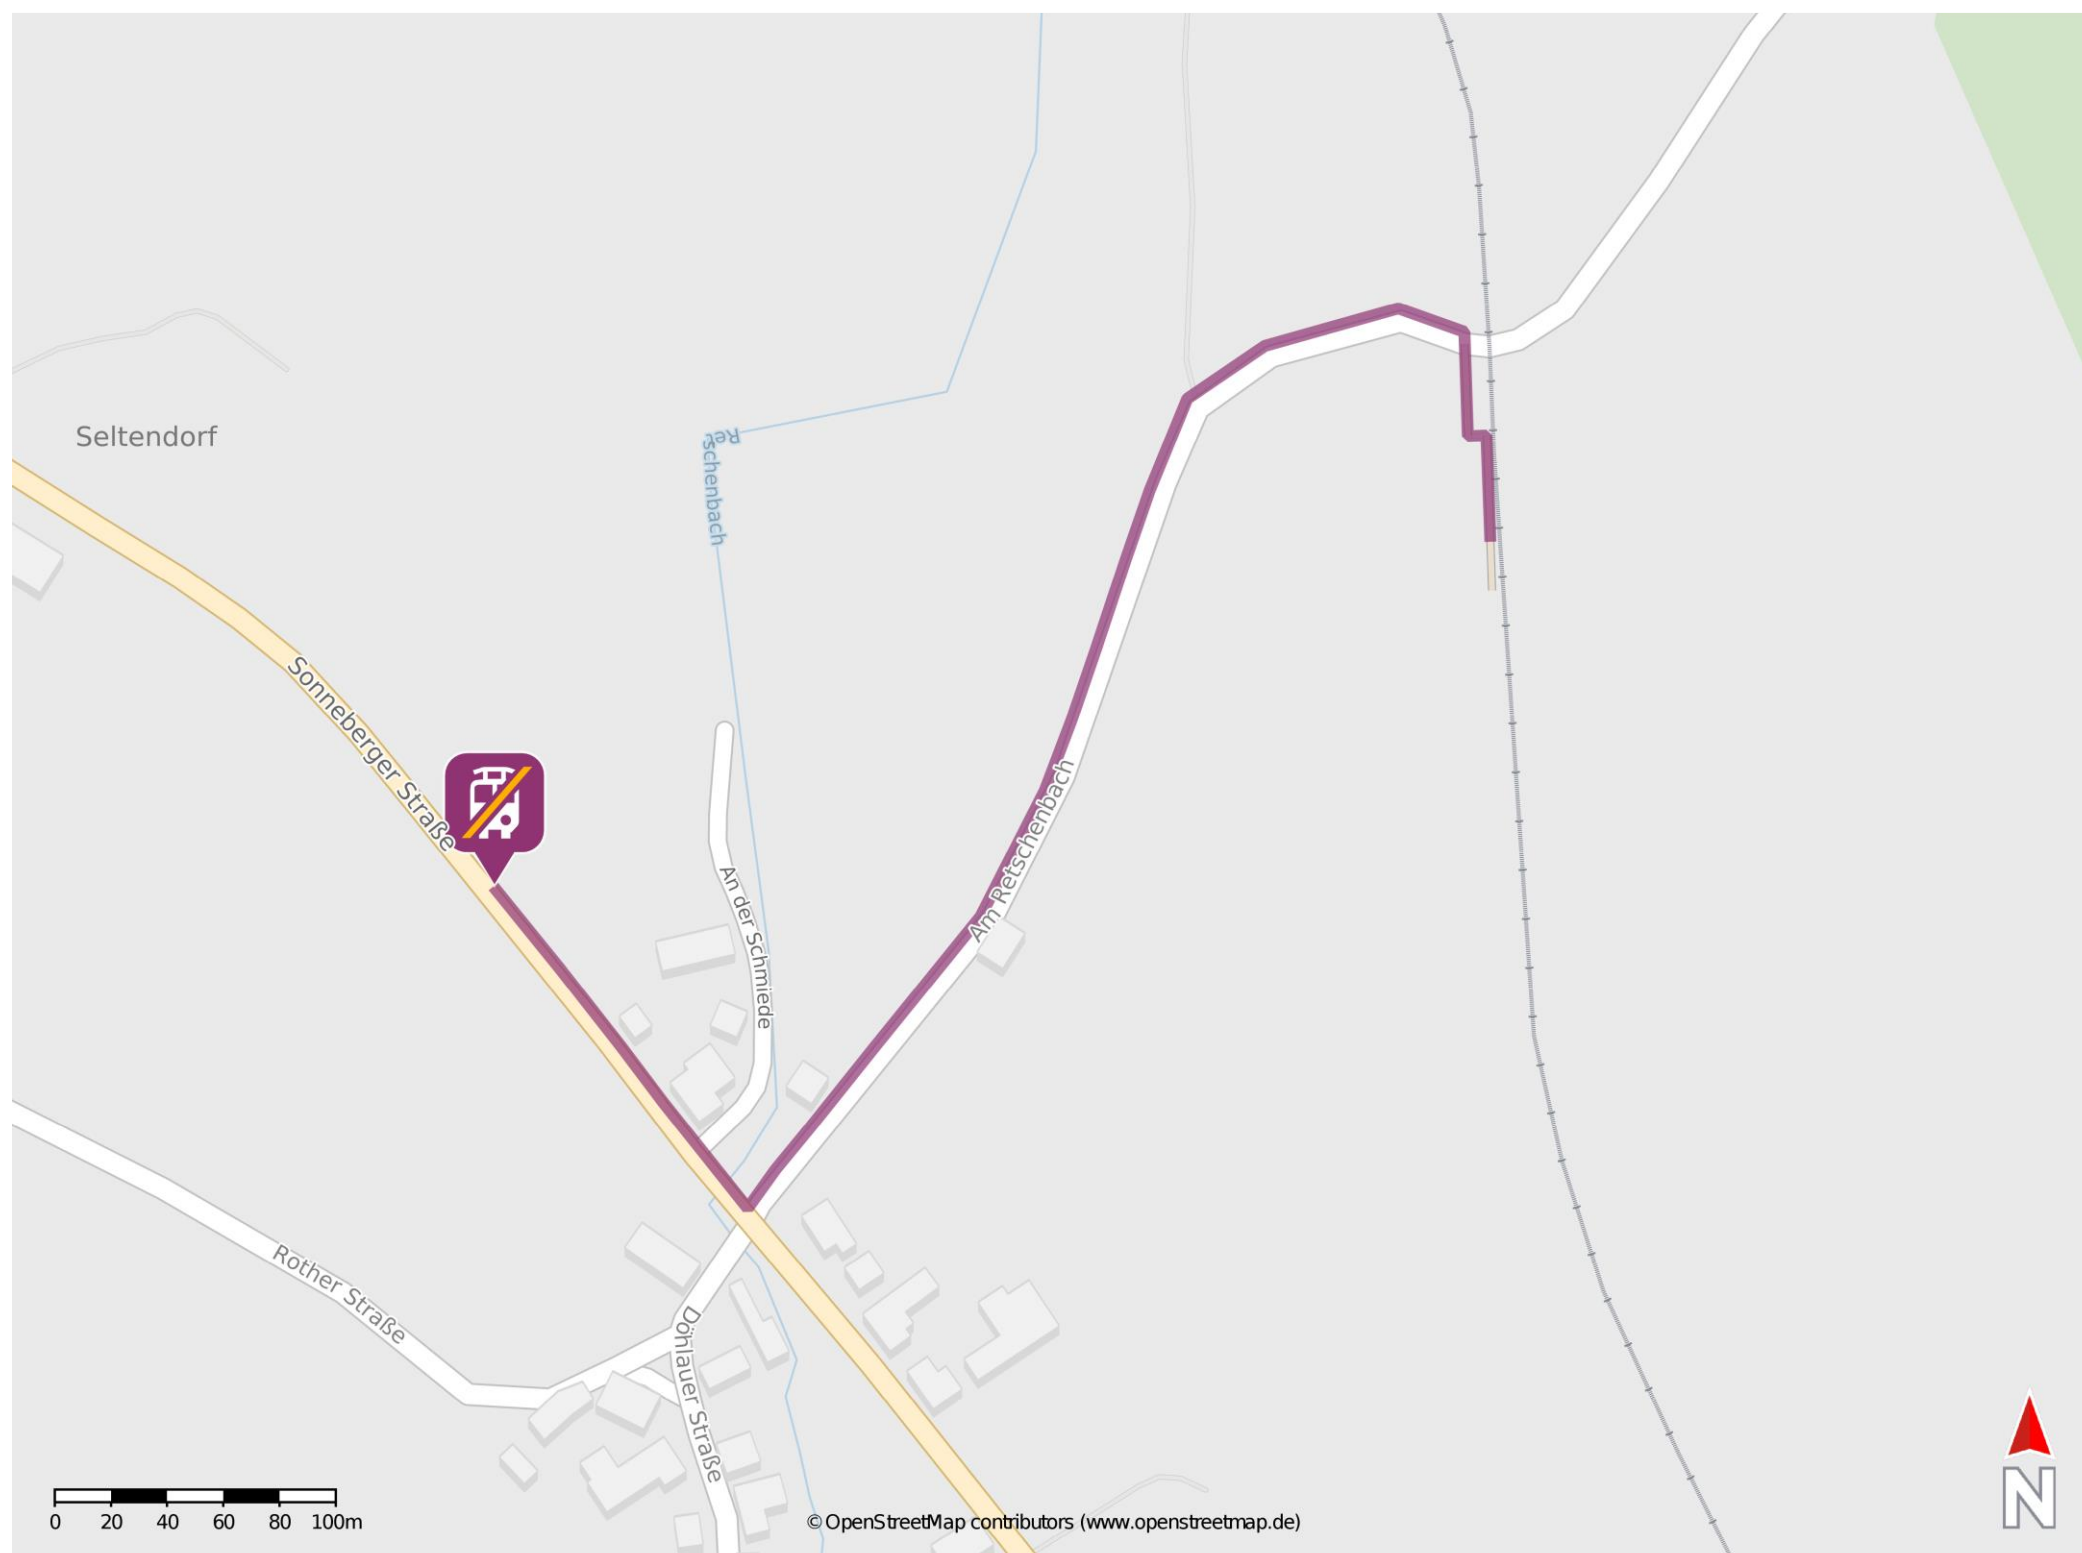 Seltendorf
Retschenbach
Sonneberger Straße
Am Retschenbach
An der Schmiede
Rother Straße
Döhlauer Straße
0 20 40 60 80 100m
© OpenStreetMap contributors (www.openstreetmap.de)
N